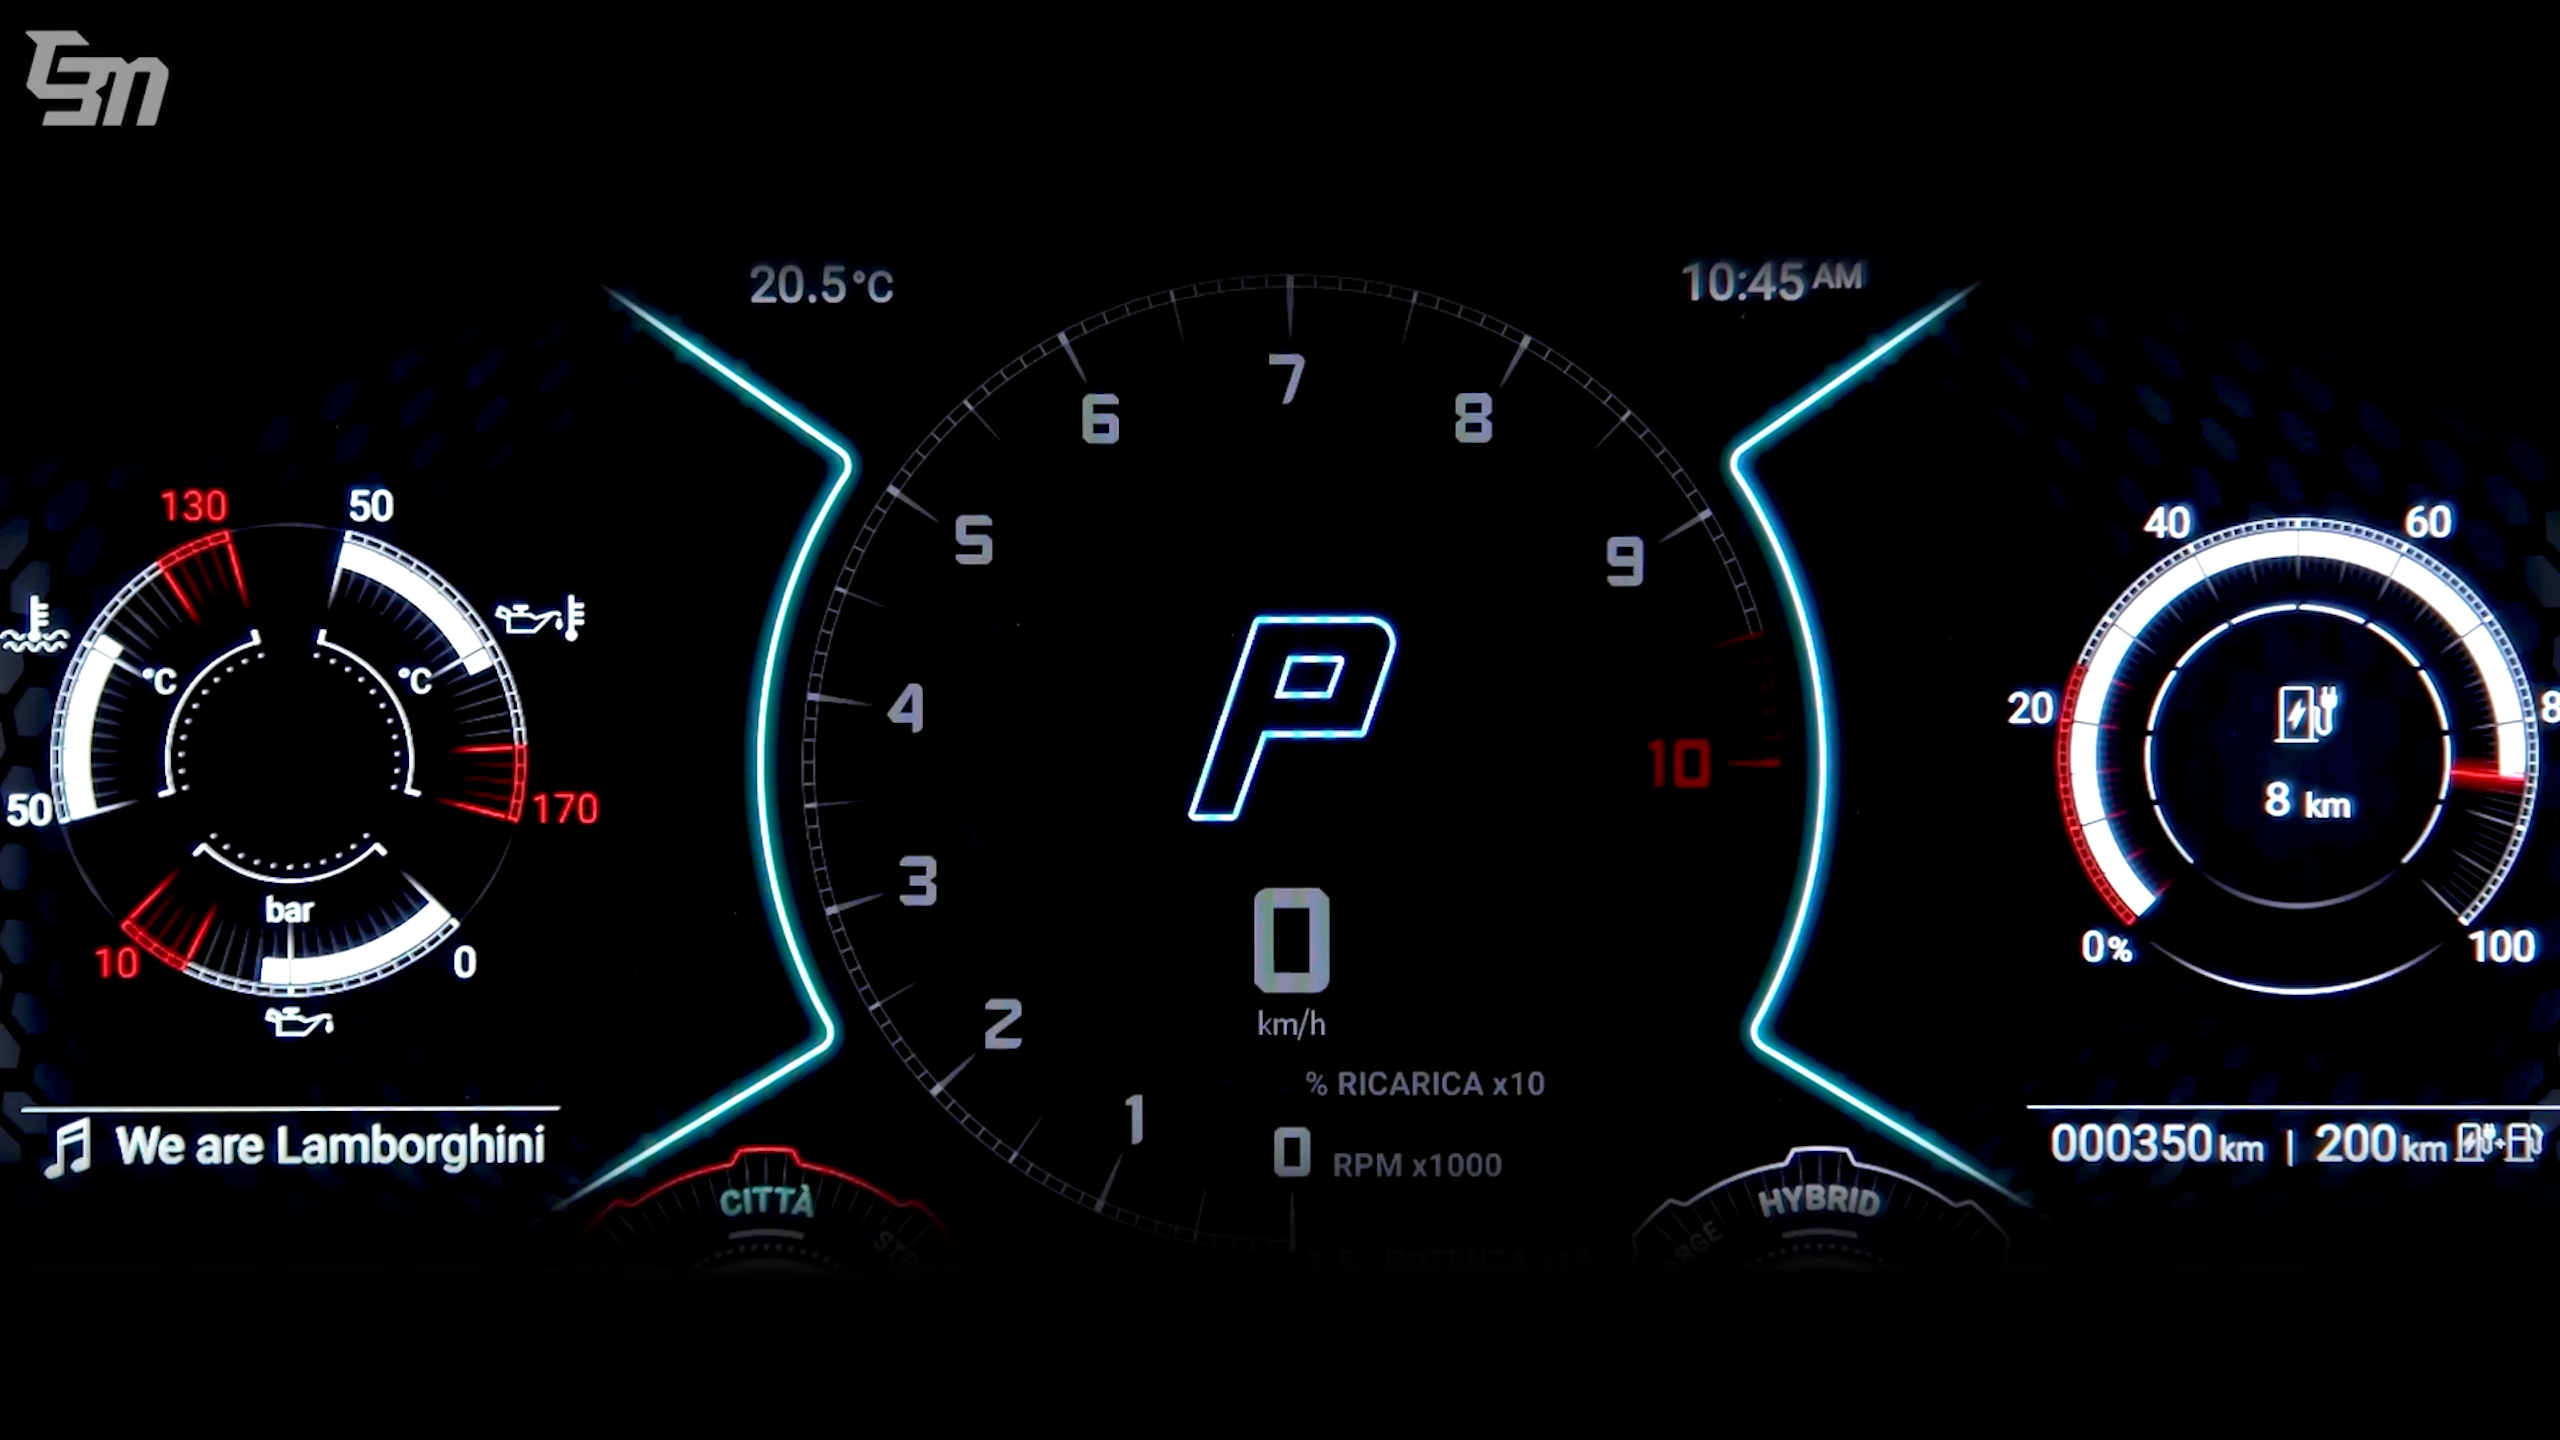 20.5°C
10:45 AM
7
6
8
5
9
4
10
3
2
1
P
0
km/h
% RICARICA x10
0 RPM x1000
130
50
°C
°C
50
170
bar
10
0
40
60
20
8 km
0%
100
We are Lamborghini
000350 km | 200 km
CITTÀ
HYBRID